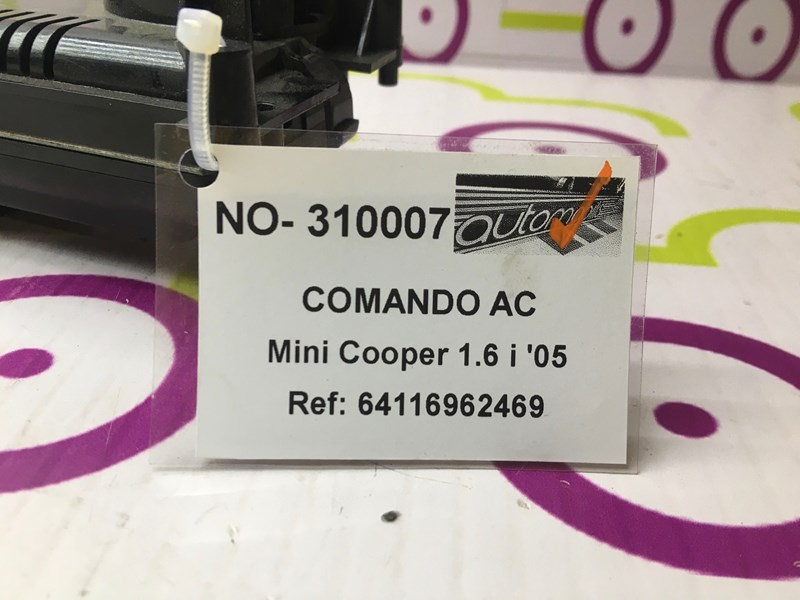 NO- 310007
COMANDO AC
Mini Cooper 1.6 i '05
Ref: 64116962469